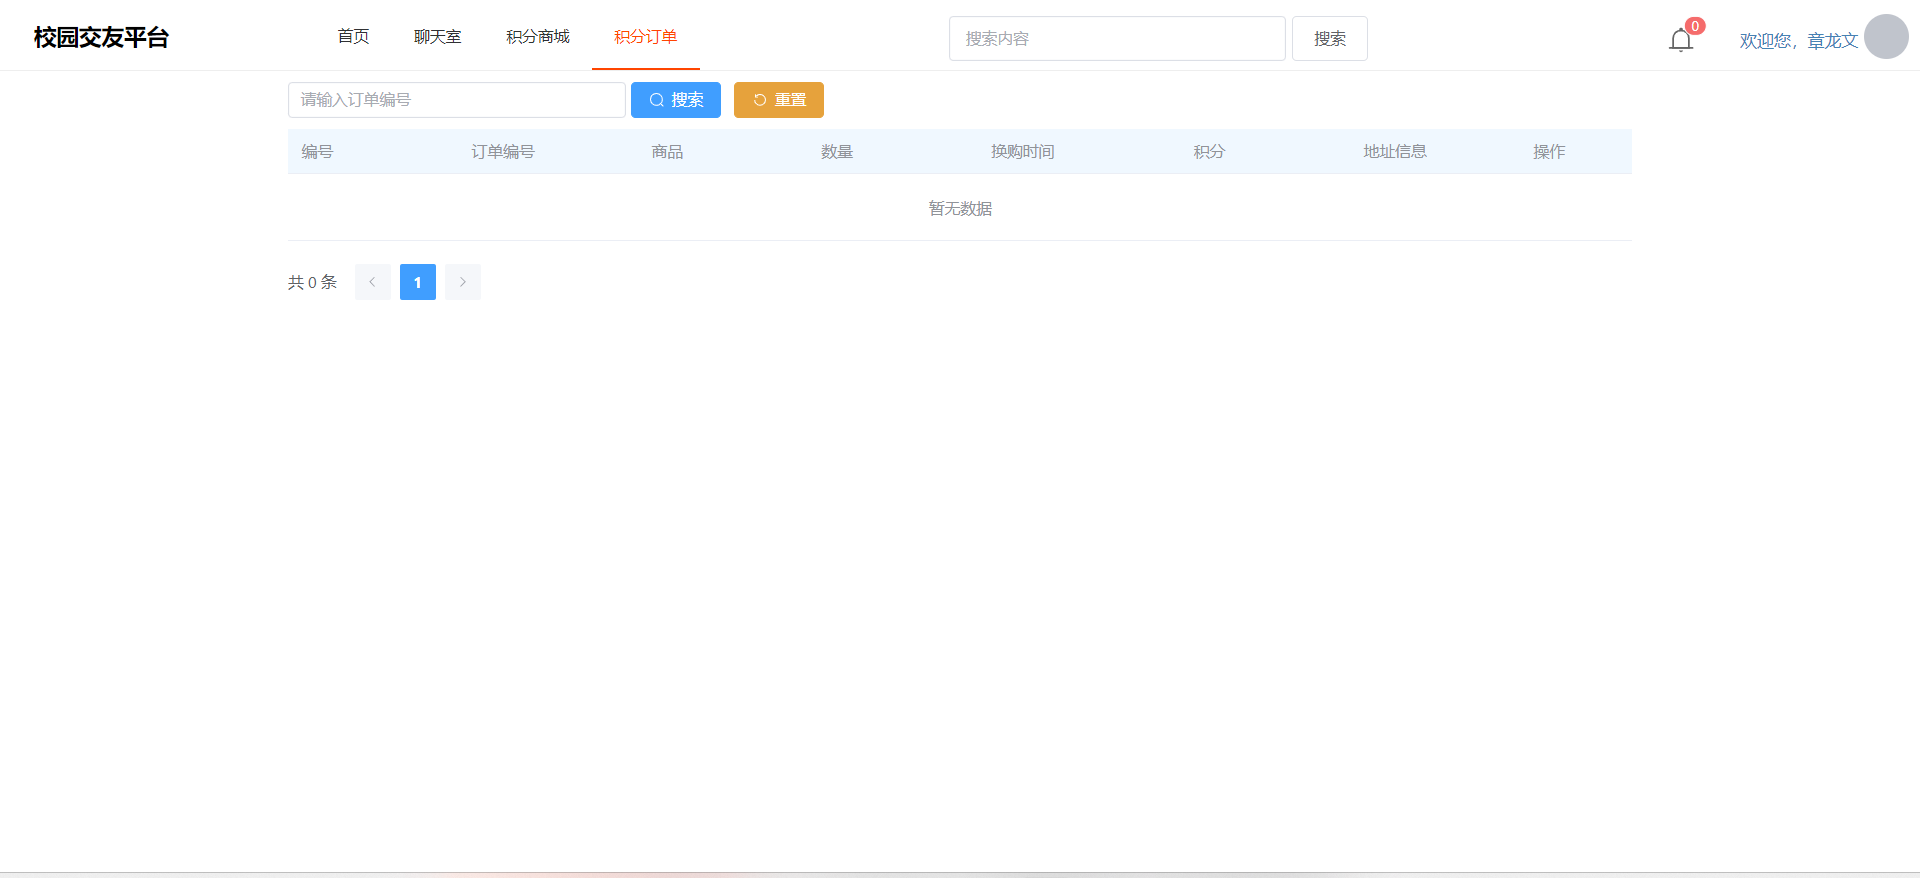 校园交友平台 首页 聊天室 积分商城 积分订单 搜索内容 搜索 0 欢迎您，章龙文
请输入订单编号 搜索 重置
编号 订单编号 商品 数量 换购时间 积分 地址信息 操作
暂无数据
共 0 条 1